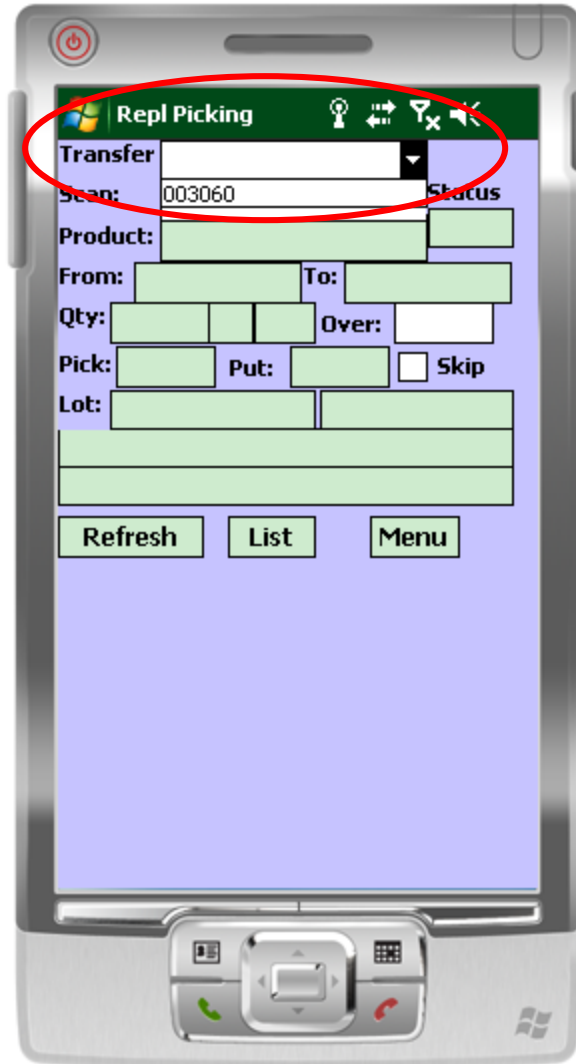 Repl Picking
Transfer
Scan: 003060 Status
Product:
From: To:
Qty: Over:
Pick: Put: Skip
Lot:
Refresh List Menu